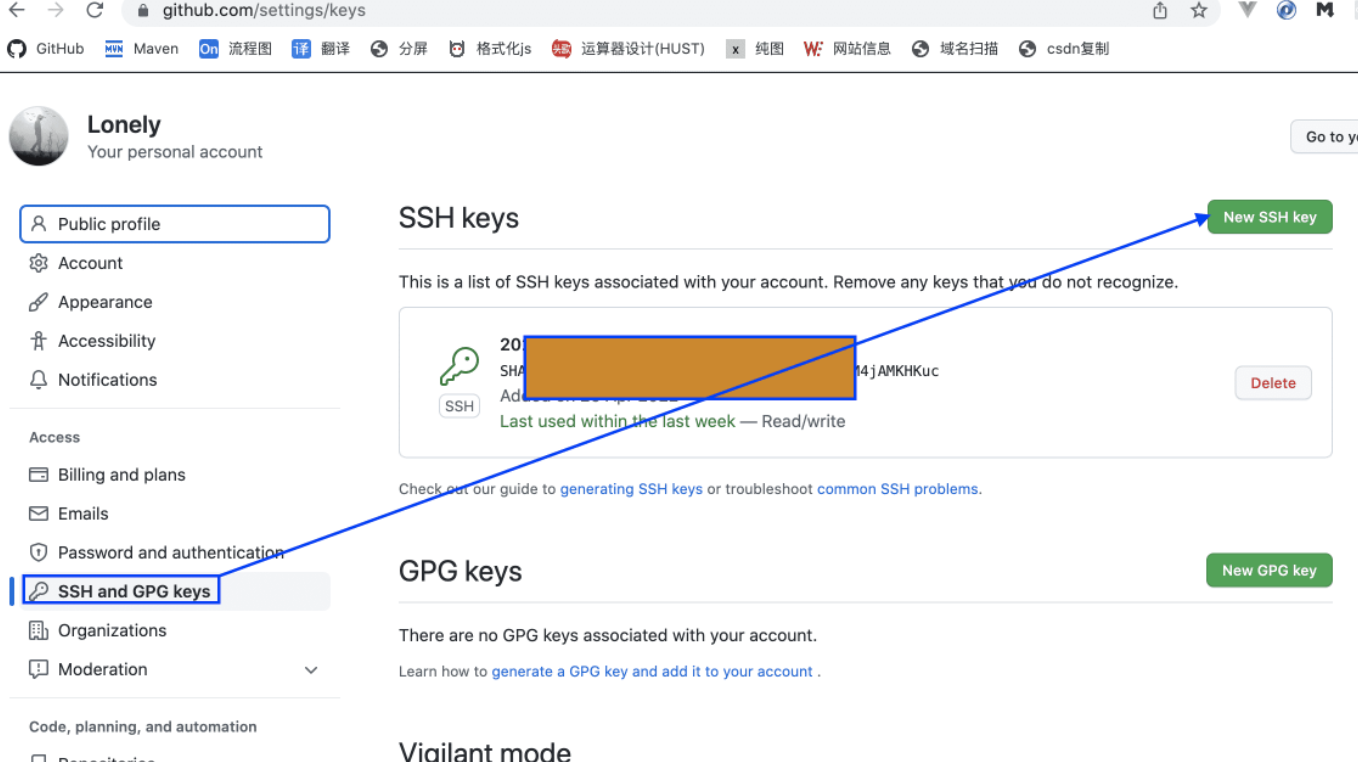 github.com/settings/keys
GitHub Maven On 流程图 译 翻译 分屏 格式化js 头歌 运算器设计(HUST) x 纯图 W 网站信息 域名扫描 csdn复制
Lonely
Your personal account
Go to
Public profile
Account
Appearance
Accessibility
Notifications
Access
Billing and plans
Emails
Password and authentication
SSH and GPG keys
Organizations
Moderation
Code, planning, and automation
Repositories
SSH keys
New SSH key
This is a list of SSH keys associated with your account. Remove any keys that you do not recognize.
SSH
20
SHA M4jAMKHKuc
Last used within the last week — Read/write
Delete
Check out our guide to generating SSH keys or troubleshoot common SSH problems.
GPG keys
New GPG key
There are no GPG keys associated with your account.
Learn how to generate a GPG key and add it to your account .
Vigilant mode